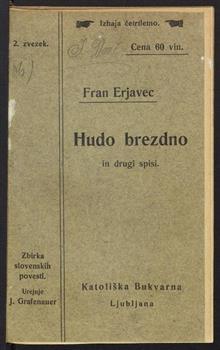 Izhaja četrtletno.
2. zvezek.
Cena 60 vin.
Fran Erjavec
Hudo brezdno
in drugi spisi.
Zbirka
slovenskih
povesti.
Urejuje
J. Grafenauer
Katoliška Bukvarna
Ljubljana